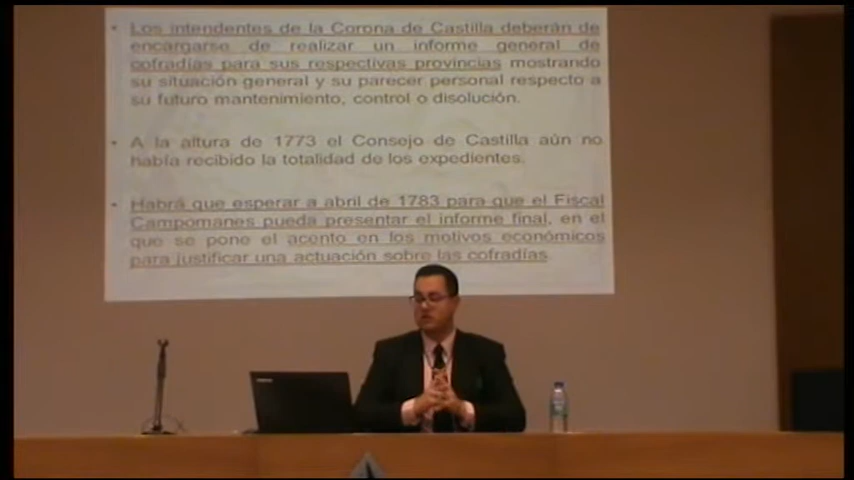 • Los intendentes de la Corona de Castilla deberán de
encargarse de realizar un informe general de
cofradías para sus respectivas provincias mostrando
su situación general y su parecer personal respecto a
su futuro mantenimiento, control o disolución.
• A la altura de 1773 el Consejo de Castilla aún no
había recibido la totalidad de los expedientes.
• Habrá que esperar a abril de 1783 para que el Fiscal
Campomanes pueda presentar el informe final, en el
que se pone el acento en los motivos económicos
para justificar una actuación sobre las cofradías.